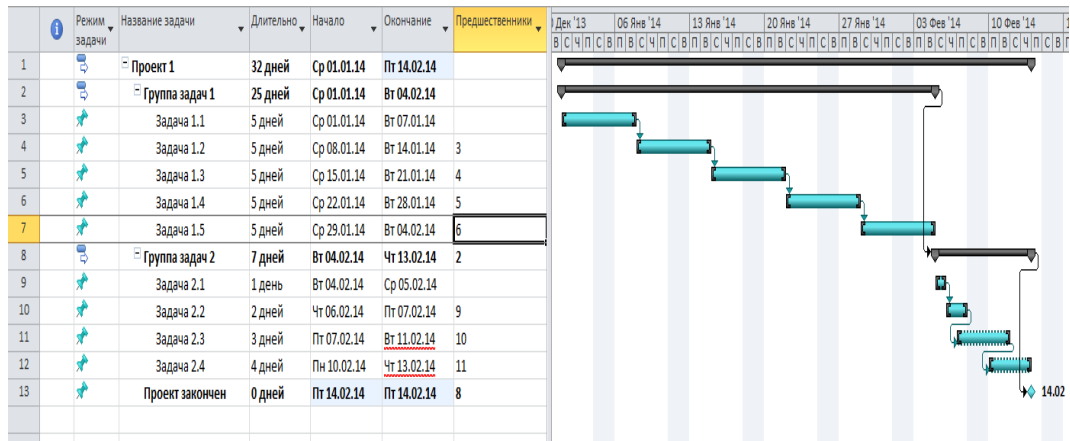 Режим задачи Название задачи Длительно Начало Окончание Предшественники
Дек '13 06 Янв '14 13 Янв '14 20 Янв '14 27 Янв '14 03 Фев '14 10 Фев '14
1 Проект 1 32 дней Ср 01.01.14 Пт 14.02.14
2 Группа задач 1 25 дней Ср 01.01.14 Вт 04.02.14
3 Задача 1.1 5 дней Ср 01.01.14 Вт 07.01.14
4 Задача 1.2 5 дней Ср 08.01.14 Вт 14.01.14 3
5 Задача 1.3 5 дней Ср 15.01.14 Вт 21.01.14 4
6 Задача 1.4 5 дней Ср 22.01.14 Вт 28.01.14 5
7 Задача 1.5 5 дней Ср 29.01.14 Вт 04.02.14 6
8 Группа задач 2 7 дней Вт 04.02.14 Чт 13.02.14 2
9 Задача 2.1 1 день Вт 04.02.14 Ср 05.02.14
10 Задача 2.2 2 дней Чт 06.02.14 Пт 07.02.14 9
11 Задача 2.3 3 дней Пт 07.02.14 Вт 11.02.14 10
12 Задача 2.4 4 дней Пн 10.02.14 Чт 13.02.14 11
13 Проект закончен 0 дней Пт 14.02.14 Пт 14.02.14 8
14.02